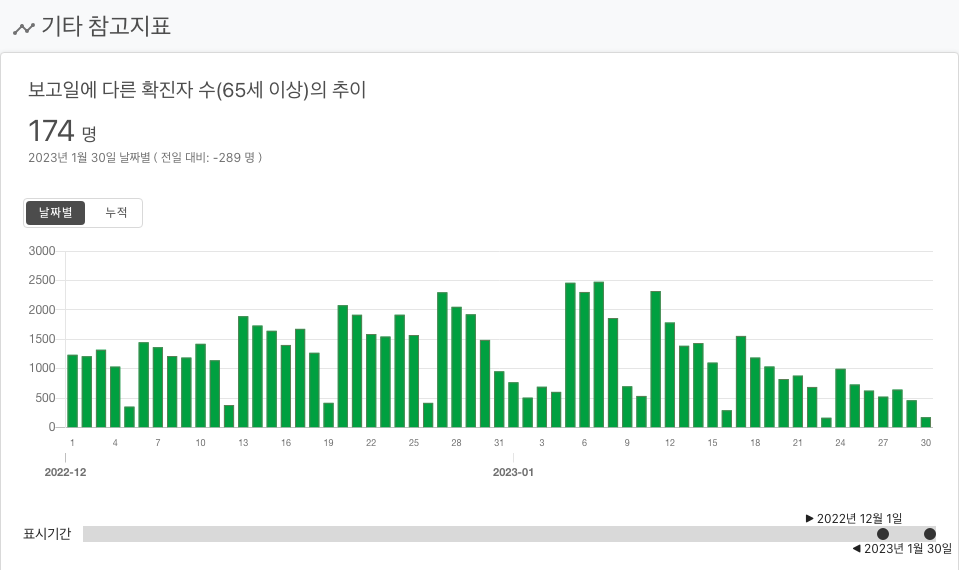 기타 참고지표
보고일에 다른 확진자 수(65세 이상)의 추이
174 명
2023년 1월 30일 날짜별 ( 전일 대비: -289 명 )
날짜별 누적
3000
2500
2000
1500
1000
500
0
1 4 7 10 13 16 19 22 25 28 31 3 6 9 12 15 18 21 24 27 30
2022-12 2023-01
▶ 2022년 12월 1일
표시기간
◀ 2023년 1월 30일